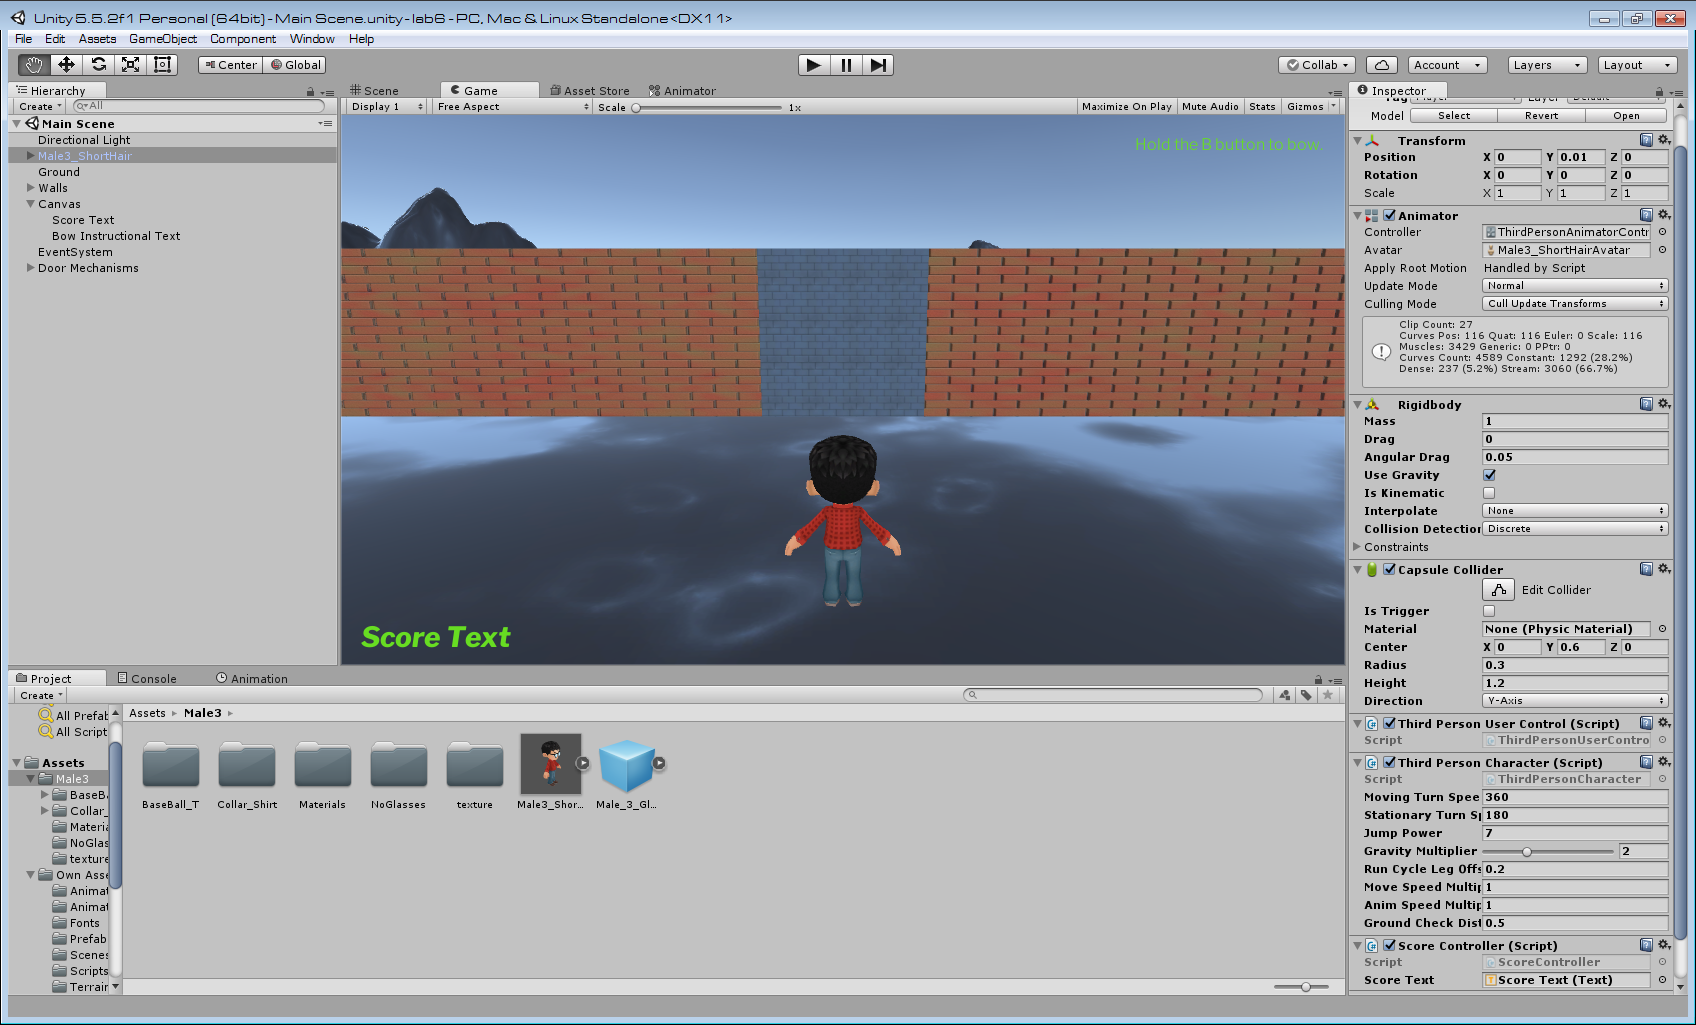 Unity 5.5.2f1 Personal (64bit) - Main Scene.unity - lab6 - PC, Mac & Linux Standalone <DX11>
File Edit Assets GameObject Component Window Help
Center Global
Collab Account Layers Layout
Hierarchy
Create All
Main Scene
Directional Light
Male3_ShortHair
Ground
Walls
Canvas
Score Text
Bow Instructional Text
EventSystem
Door Mechanisms
Scene Game Asset Store Animator
Display 1 Free Aspect Scale 1x Maximize On Play Mute Audio Stats Gizmos
Hold the B button to bow.
Score Text
Inspector
Model Select Revert Open
Transform
Position X 0 Y 0.01 Z 0
Rotation X 0 Y 0 Z 0
Scale X 1 Y 1 Z 1
Animator
Controller ThirdPersonAnimatorContr
Avatar Male3_ShortHairAvatar
Apply Root Motion Handled by Script
Update Mode Normal
Culling Mode Cull Update Transforms
Clip Count: 27
Curves Pos: 116 Quat: 116 Euler: 0 Scale: 116
Muscles: 3429 Generic: 0 PPtr: 0
Curves Count: 4589 Constant: 1292 (28.2%)
Dense: 237 (5.2%) Stream: 3060 (66.7%)
Rigidbody
Mass 1
Drag 0
Angular Drag 0.05
Use Gravity
Is Kinematic
Interpolate None
Collision Detection Discrete
Constraints
Capsule Collider
Edit Collider
Is Trigger
Material None (Physic Material)
Center X 0 Y 0.6 Z 0
Radius 0.3
Height 1.2
Direction Y-Axis
Third Person User Control (Script)
Script ThirdPersonUserContro
Third Person Character (Script)
Script ThirdPersonCharacter
Moving Turn Spee 360
Stationary Turn Sp 180
Jump Power 7
Gravity Multiplier 2
Run Cycle Leg Offs 0.2
Move Speed Multip 1
Anim Speed Multip 1
Ground Check Dist 0.5
Score Controller (Script)
Script ScoreController
Score Text Score Text (Text)
Project Console Animation
Create
All Prefab
All Script
Assets
Male3
BaseB
Collar_
Materia
NoGlas
texture
Own Asse
Animat
Animat
Fonts
Prefab
Scenes
Scripts
Terrain
Assets Male3
BaseBall_T Collar_Shirt Materials NoGlasses texture Male3_Shor... Male_3_Gl...